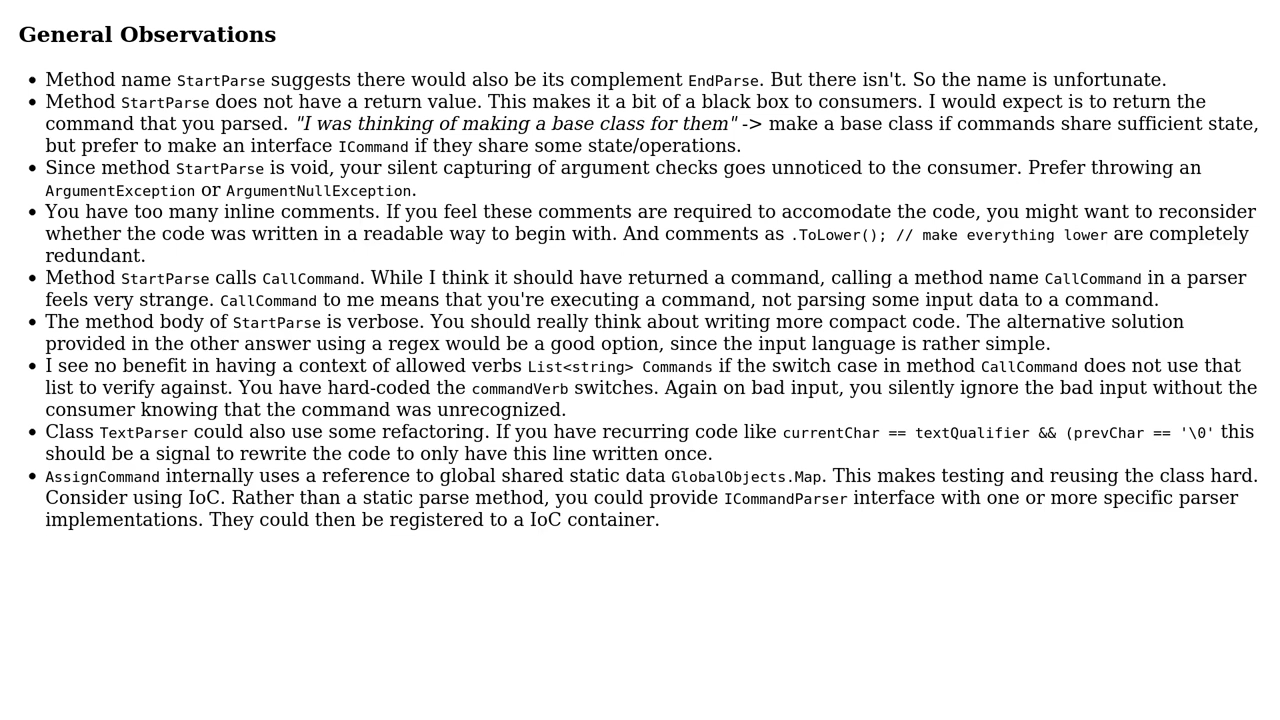 General Observations
• Method name StartParse suggests there would also be its complement EndParse. But there isn't. So the name is unfortunate.
• Method StartParse does not have a return value. This makes it a bit of a black box to consumers. I would expect is to return the
command that you parsed. "I was thinking of making a base class for them" -> make a base class if commands share sufficient state,
but prefer to make an interface ICommand if they share some state/operations.
• Since method StartParse is void, your silent capturing of argument checks goes unnoticed to the consumer. Prefer throwing an
ArgumentException or ArgumentNullException.
• You have too many inline comments. If you feel these comments are required to accomodate the code, you might want to reconsider
whether the code was written in a readable way to begin with. And comments as .ToLower(); // make everything lower are completely
redundant.
• Method StartParse calls CallCommand. While I think it should have returned a command, calling a method name CallCommand in a parser
feels very strange. CallCommand to me means that you're executing a command, not parsing some input data to a command.
• The method body of StartParse is verbose. You should really think about writing more compact code. The alternative solution
provided in the other answer using a regex would be a good option, since the input language is rather simple.
• I see no benefit in having a context of allowed verbs List<string> Commands if the switch case in method CallCommand does not use that
list to verify against. You have hard-coded the commandVerb switches. Again on bad input, you silently ignore the bad input without the
consumer knowing that the command was unrecognized.
• Class TextParser could also use some refactoring. If you have recurring code like currentChar == textQualifier && (prevChar == '\0' this
should be a signal to rewrite the code to only have this line written once.
• AssignCommand internally uses a reference to global shared static data GlobalObjects.Map. This makes testing and reusing the class hard.
Consider using IoC. Rather than a static parse method, you could provide ICommandParser interface with one or more specific parser
implementations. They could then be registered to a IoC container.